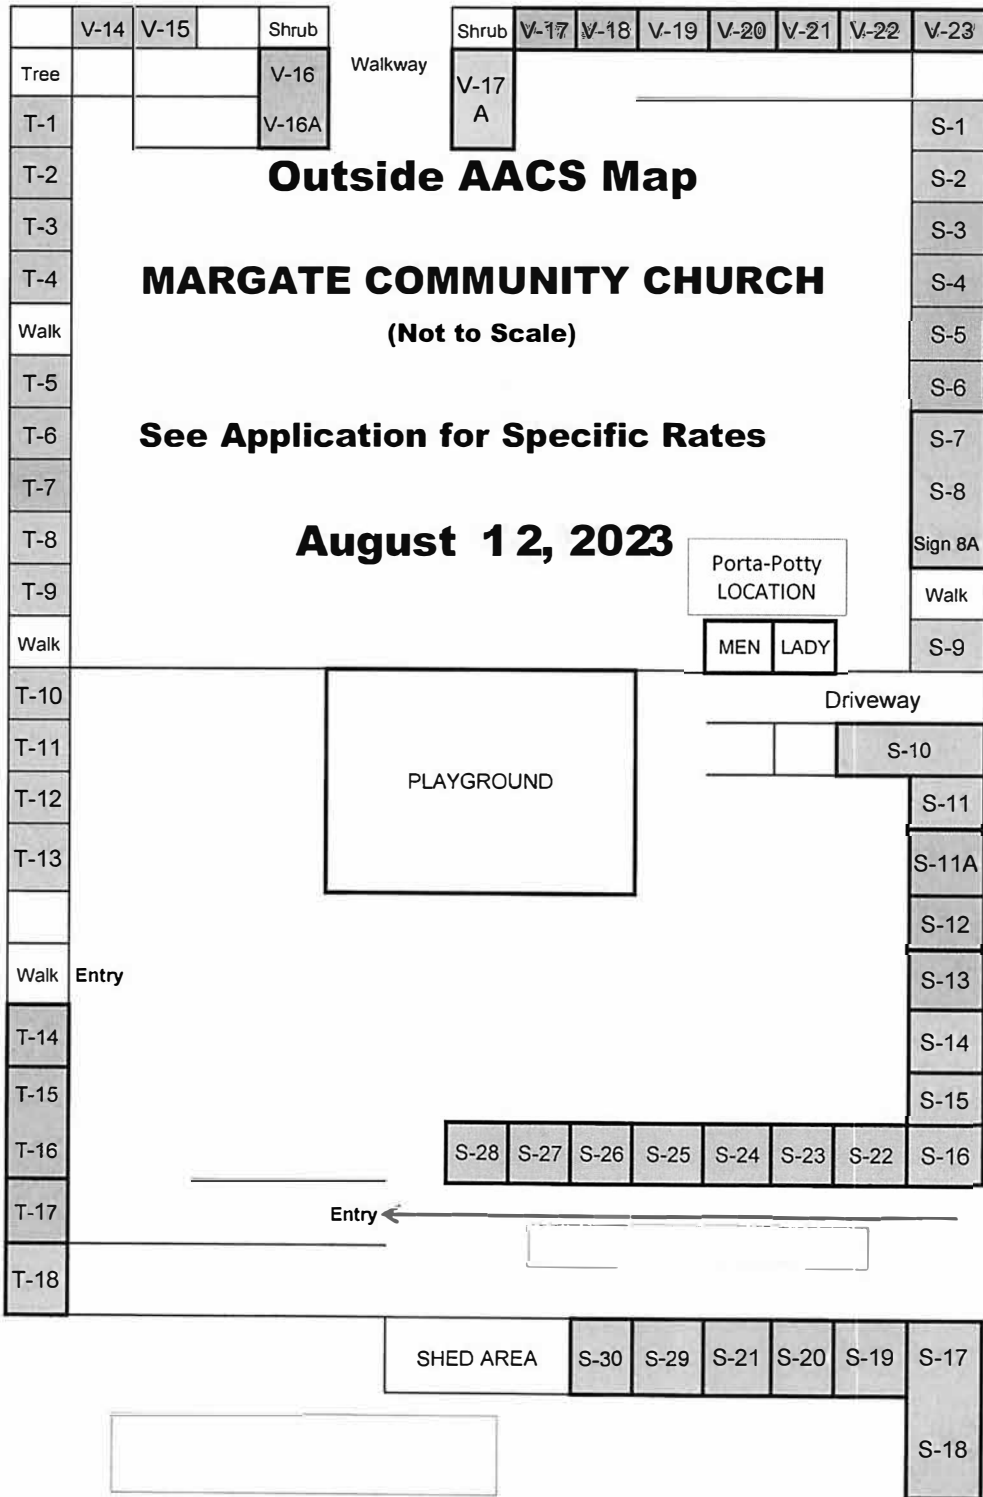 V-14 V-15 Shrub Shrub V-17 V-18 V-19 V-20 V-21 V-22 V-23
Tree V-16 Walkway V-17
A
T-1 V-16A S-1
T-2 Outside AACS Map S-2
T-3 S-3
T-4 MARGATE COMMUNITY CHURCH S-4
Walk (Not to Scale) S-5
T-5 S-6
T-6 See Application for Specific Rates S-7
T-7 S-8
T-8 August 12, 2023 Sign 8A
Porta-Potty
LOCATION
T-9 Walk
Walk MEN LADY S-9
T-10 Driveway
T-11 S-10
T-12 PLAYGROUND S-11
T-13 S-11A
S-12
Walk Entry S-13
T-14 S-14
T-15 S-15
T-16 S-28 S-27 S-26 S-25 S-24 S-23 S-22 S-16
T-17 Entry
T-18
SHED AREA S-30 S-29 S-21 S-20 S-19 S-17
S-18